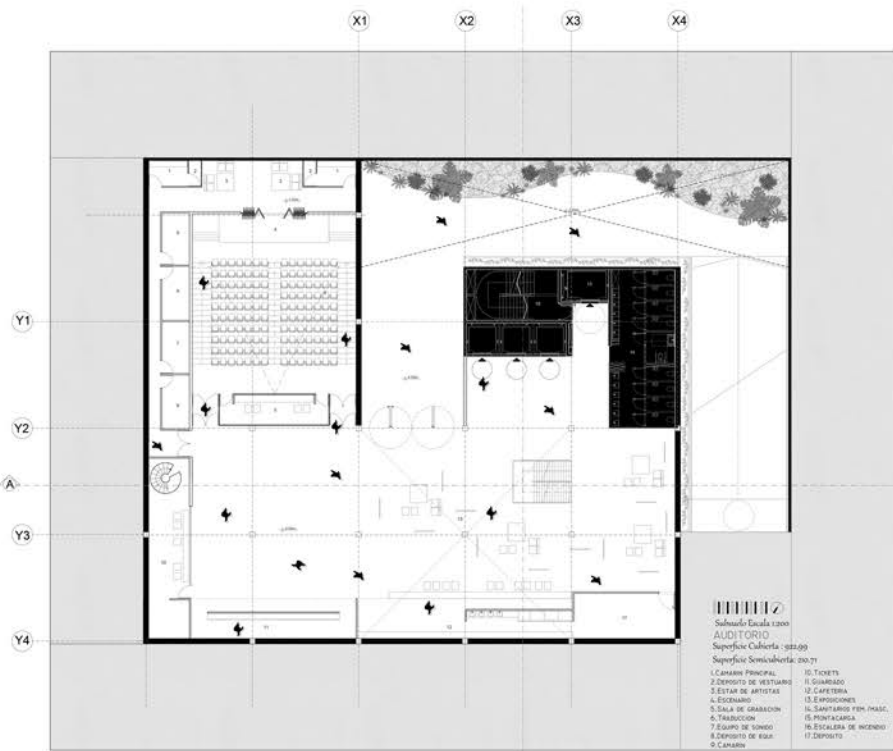 X1 X2 X3 X4
Y1
Y2
A
Y3
Y4
Subsuelo Escala 1:200
AUDITORIO
Superficie Cubierta : 922,99
Superficie Semicubierta: 210.71
1.CAMARIN PRINCIPAL
2.DEPOSITO DE VESTUARIO
3.ESTAR DE ARTISTAS
4.ESCENARIO
5.SALA DE GRABACION
6.TRADUCCION
7.EQUIPO DE SONIDO
8.DEPOSITO DE EQUI
9.CAMARIN
10.TICKETS
11.GUARDADO
12.CAFETERIA
13.EXPOSICIONES
14.SANITARIOS FEM./MASC.
15.MONTACARGA
16.ESCALERA DE INCENDIO
17.DEPOSITO